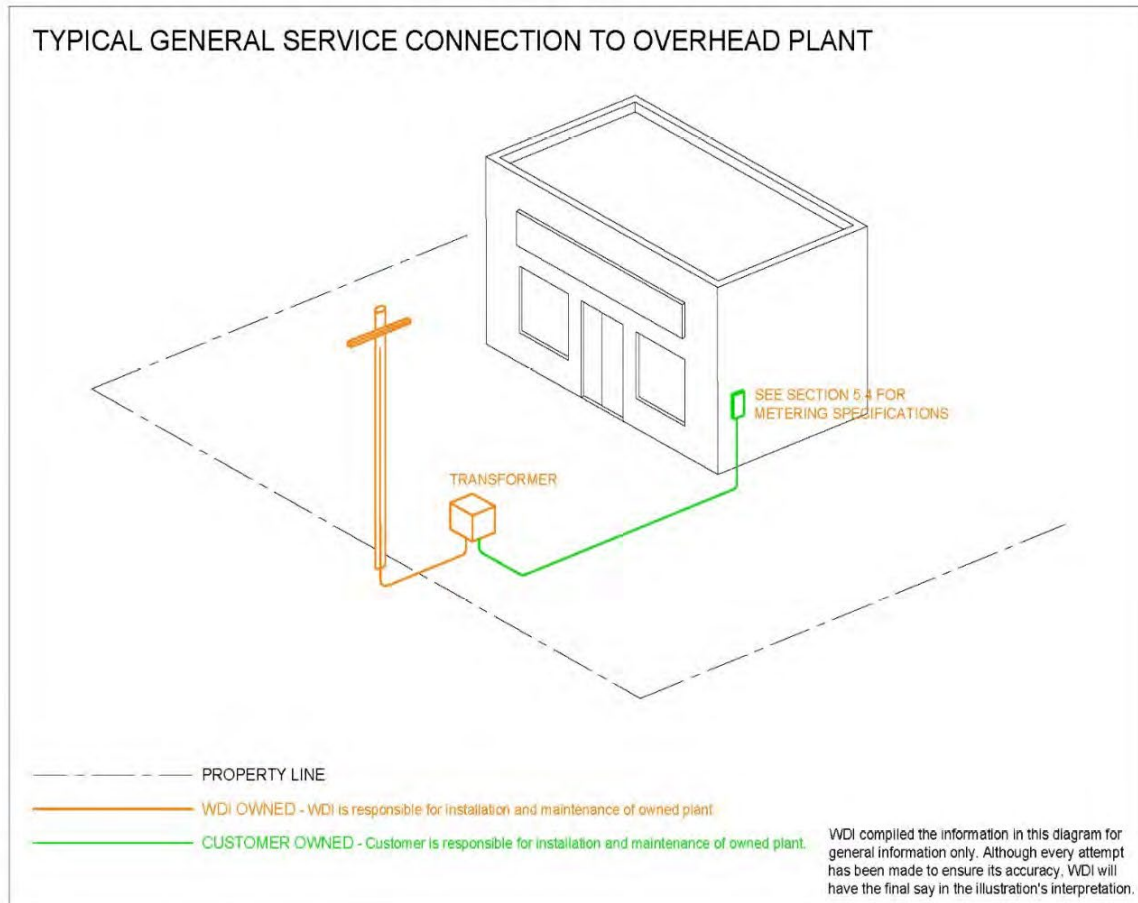 TYPICAL GENERAL SERVICE CONNECTION TO OVERHEAD PLANT
SEE SECTION 5.4 FOR
METERING SPECIFICATIONS
TRANSFORMER
PROPERTY LINE
WDI OWNED - WDI is responsible for installation and maintenance of owned plant
CUSTOMER OWNED - Customer is responsible for installation and maintenance of owned plant.
WDI compiled the information in this diagram for
general information only. Although every attempt
has been made to ensure its accuracy, WDI will
have the final say in the illustration's interpretation.